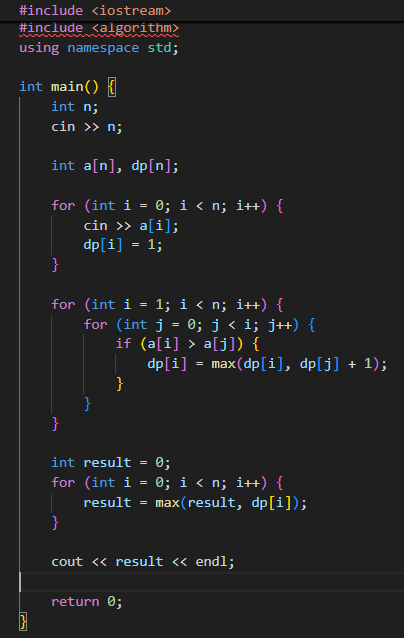 #include <iostream>
#include <algorithm>
using namespace std;
int main() {
    int n;
    cin >> n;
    int a[n], dp[n];
    for (int i = 0; i < n; i++) {
        cin >> a[i];
        dp[i] = 1;
    }
    for (int i = 1; i < n; i++) {
        for (int j = 0; j < i; j++) {
            if (a[i] > a[j]) {
                dp[i] = max(dp[i], dp[j] + 1);
            }
        }
    }
    int result = 0;
    for (int i = 0; i < n; i++) {
        result = max(result, dp[i]);
    }
    cout << result << endl;
    return 0;
}